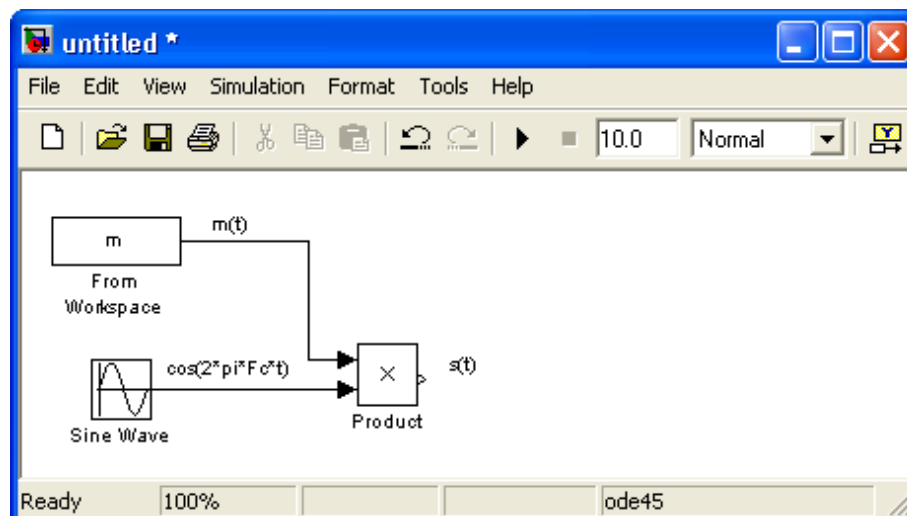 untitled *
File Edit View Simulation Format Tools Help
10.0 Normal
m
m(t)
From
Workspace
cos(2*pi*Fc*t)
s(t)
Product
Sine Wave
Ready 100% ode45